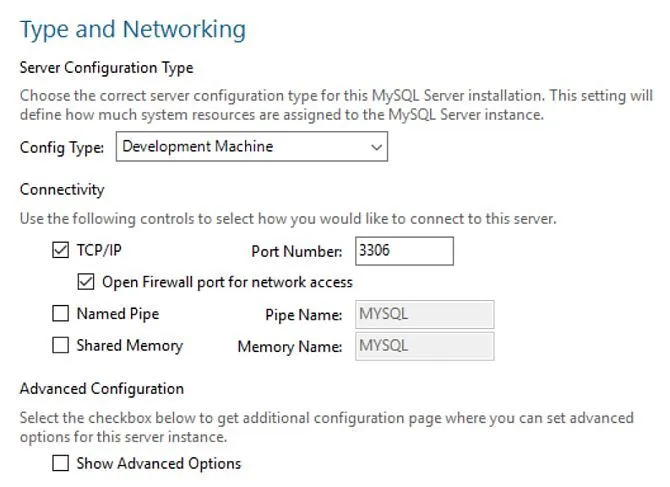 Type and Networking
Server Configuration Type
Choose the correct server configuration type for this MySQL Server installation. This setting will
define how much system resources are assigned to the MySQL Server instance.
Config Type: Development Machine
Connectivity
Use the following controls to select how you would like to connect to this server.
TCP/IP Port Number: 3306
Open Firewall port for network access
Named Pipe Pipe Name: MYSQL
Shared Memory Memory Name: MYSQL
Advanced Configuration
Select the checkbox below to get additional configuration page where you can set advanced
options for this server instance.
Show Advanced Options